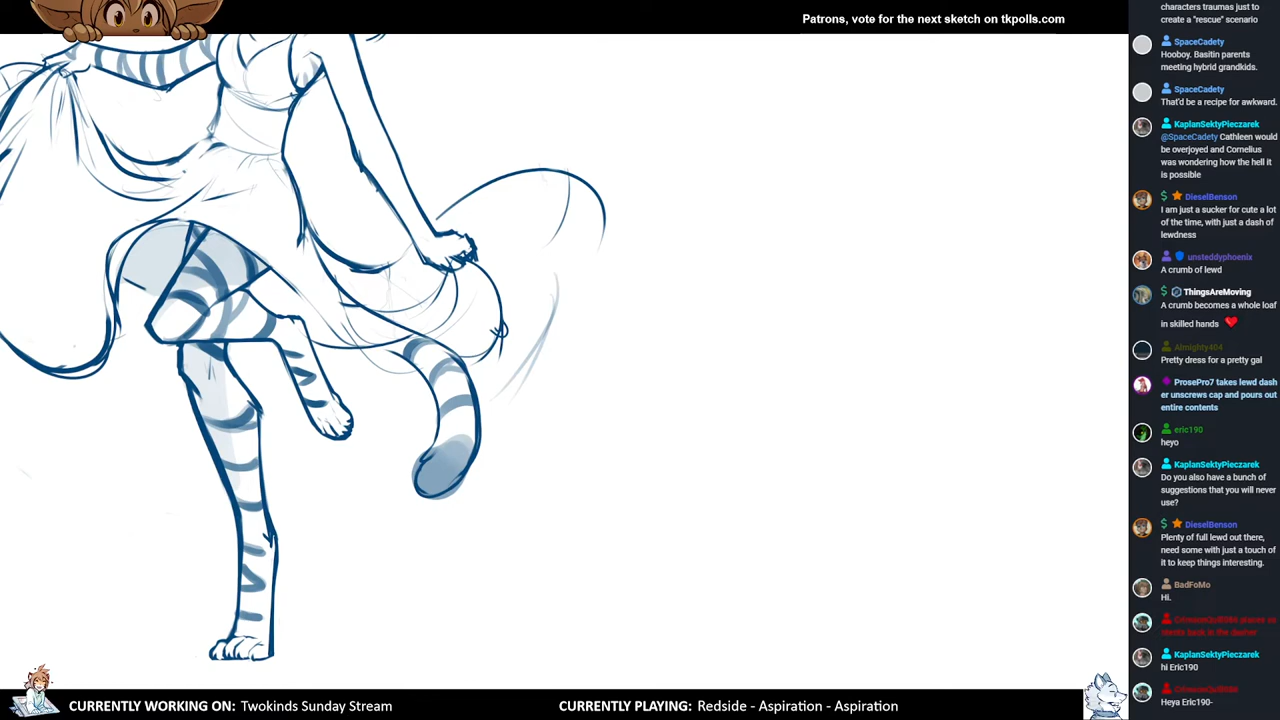 Patrons, vote for the next sketch on tkpolls.com
characters traumas just to
create a "rescue" scenario
SpaceCadety
Hooboy. Basitin parents
meeting hybrid grandkids.
SpaceCadety
That'd be a recipe for awkward.
KaplanSektyPieczarek
@SpaceCadety Cathleen would
be overjoyed and Cornelius
was wondering how the hell it
is possible
DieselBenson
I am just a sucker for cute a lot
of the time, with just a dash of
lewdness
unsteddyphoenix
A crumb of lewd
ThingsAreMoving
A crumb becomes a whole loaf
in skilled hands
Almighty404
Pretty dress for a pretty gal
ProsePro7 takes lewd dash
er unscrews cap and pours out
entire contents
eric190
heyo
KaplanSektyPieczarek
Do you also have a bunch of
suggestions that you will never
use?
DieselBenson
Plenty of full lewd out there,
need some with just a touch of
it to keep things interesting.
BadFoMo
Hi.
KaplanSektyPieczarek
hi Eric190
Heya Eric190-
CURRENTLY WORKING ON: Twokinds Sunday Stream
CURRENTLY PLAYING: Redside - Aspiration - Aspiration